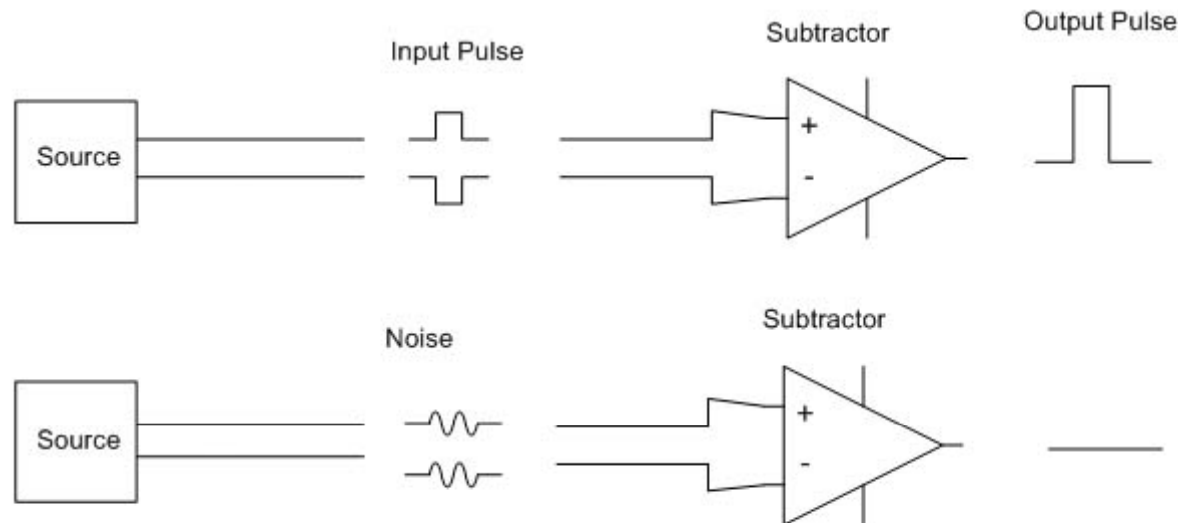 Output Pulse
Subtractor
Input Pulse
Source
+
-
Subtractor
Noise
Source
+
-